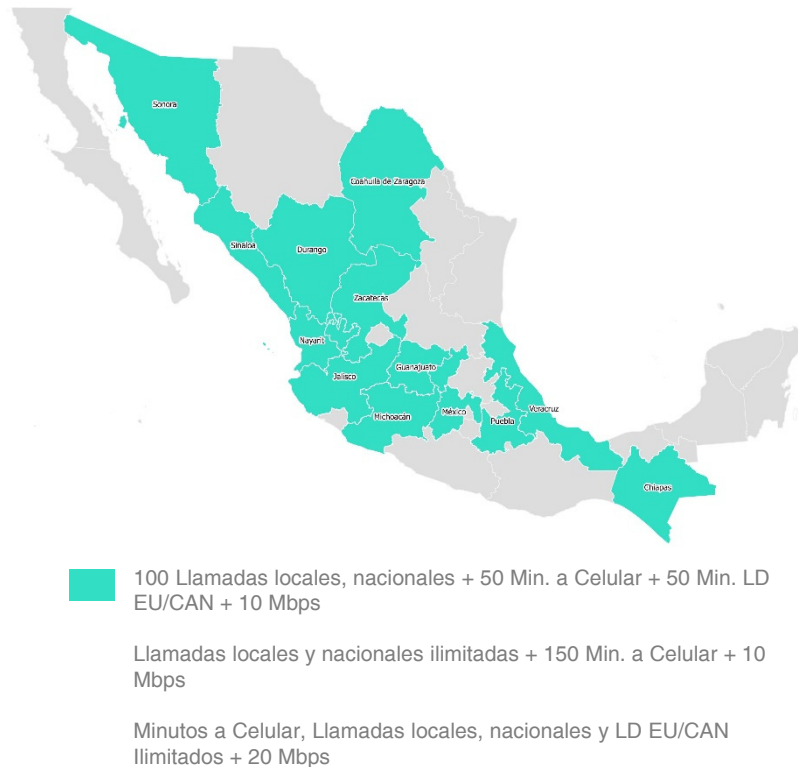 Sonora
Coahuila de Zaragoza
Sinaloa
Durango
Zacatecas
Nayarit
Guanajuato
Jalisco
Michoacán
México
Veracruz
Puebla
Chiapas
100 Llamadas locales, nacionales + 50 Min. a Celular + 50 Min. LD
EU/CAN + 10 Mbps
Llamadas locales y nacionales ilimitadas + 150 Min. a Celular + 10
Mbps
Minutos a Celular, Llamadas locales, nacionales y LD EU/CAN
Ilimitados + 20 Mbps